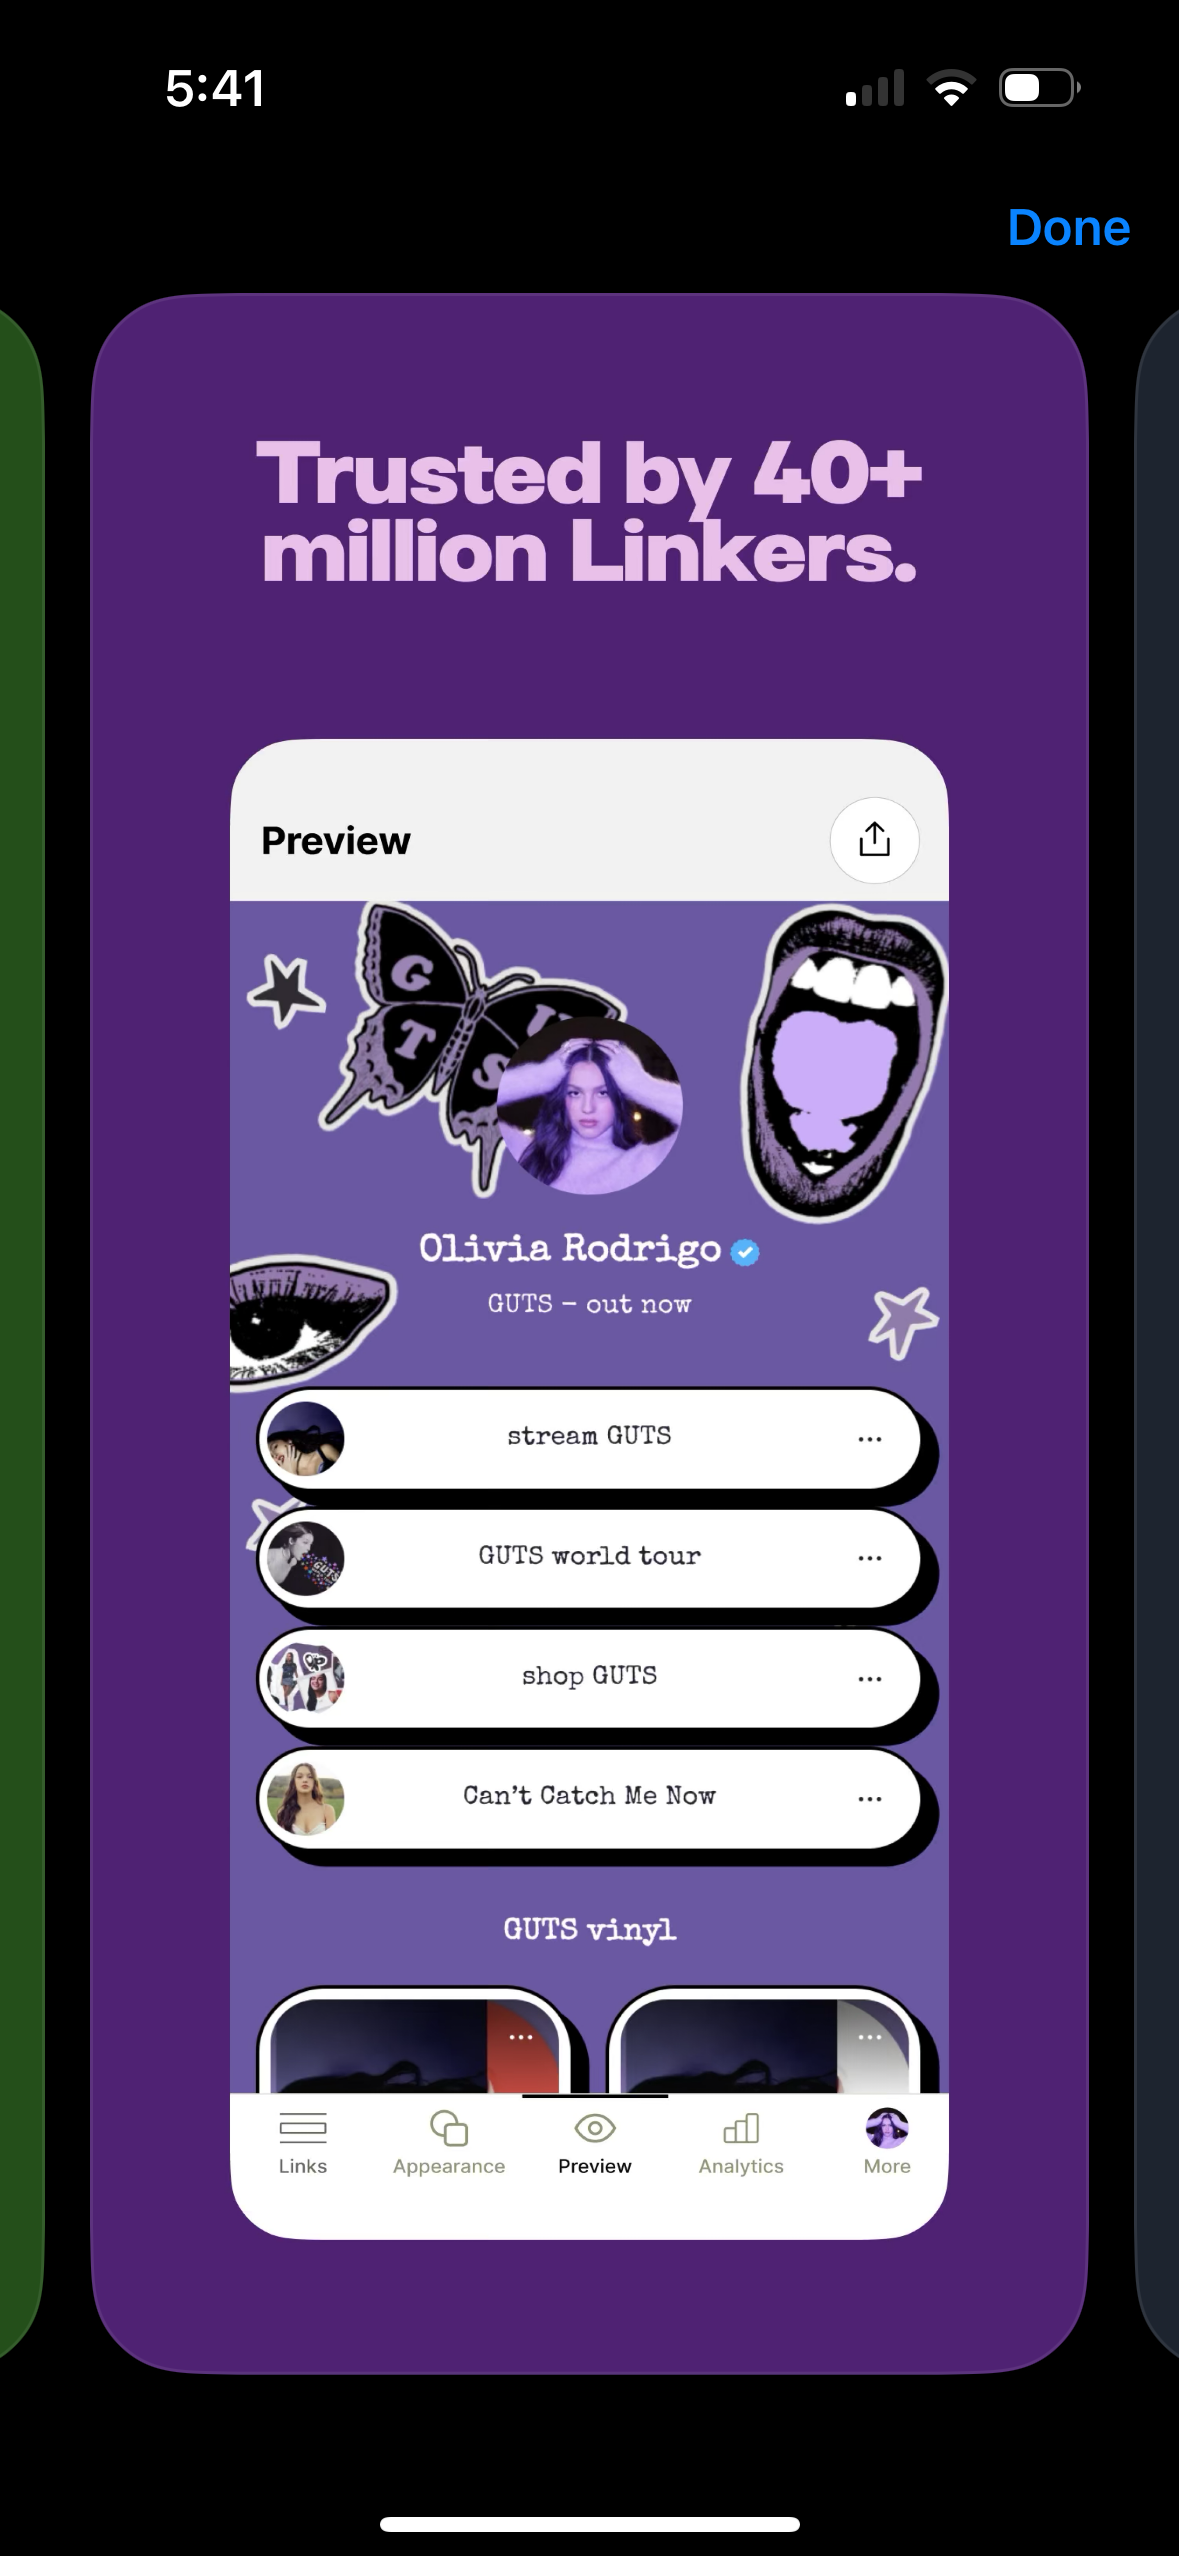 5:41
Done
Trusted by 40+
million Linkers.
Preview
G U
T S
Olivia Rodrigo
GUTS – out now
stream GUTS
GUTS world tour
shop GUTS
Can't Catch Me Now
GUTS vinyl
Links Appearance Preview Analytics More